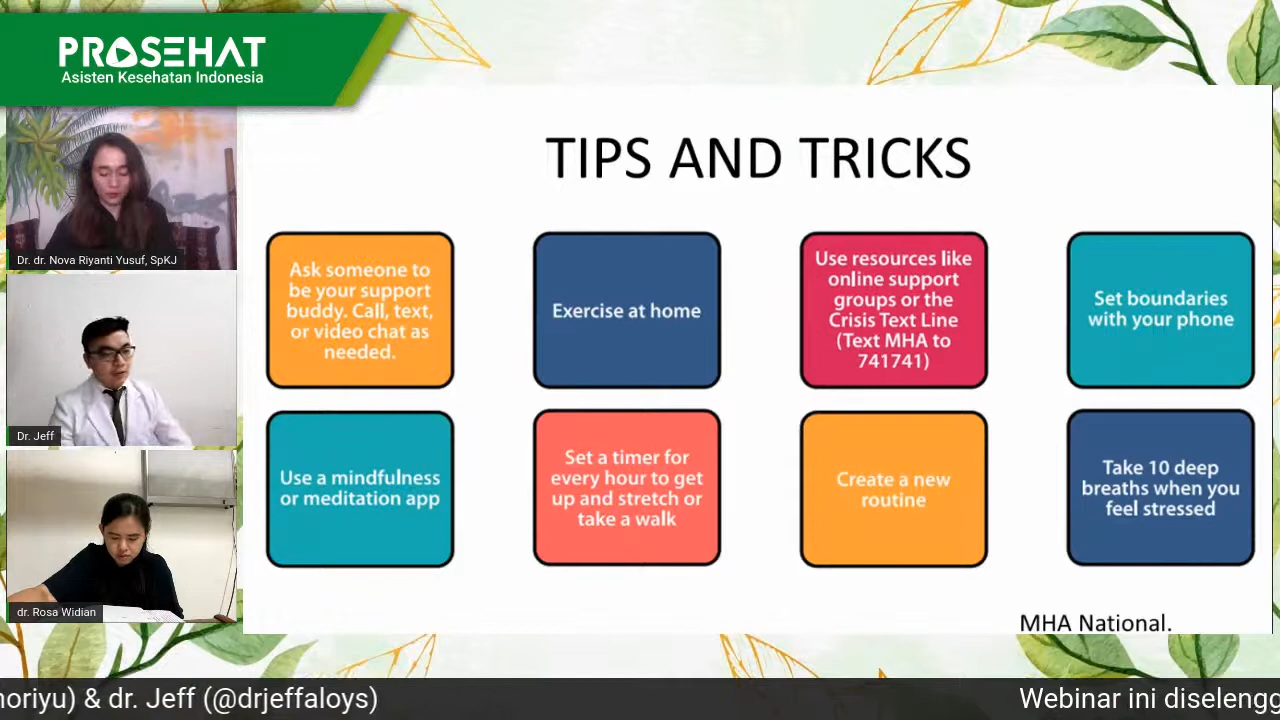 PROSEHAT
Asisten Kesehatan Indonesia
Dr. dr. Nova Riyanti Yusuf, SpKJ
Dr. Jeff
dr. Rosa Widian
TIPS AND TRICKS
Ask someone to
be your support
buddy. Call, text,
or video chat as
needed.
Exercise at home
Use resources like
online support
groups or the
Crisis Text Line
(Text MHA to
741741)
Set boundaries
with your phone
Use a mindfulness
or meditation app
Set a timer for
every hour to get
up and stretch or
take a walk
Create a new
routine
Take 10 deep
breaths when you
feel stressed
MHA National.
noriyu) & dr. Jeff (@drjeffaloys)
Webinar ini diselengg